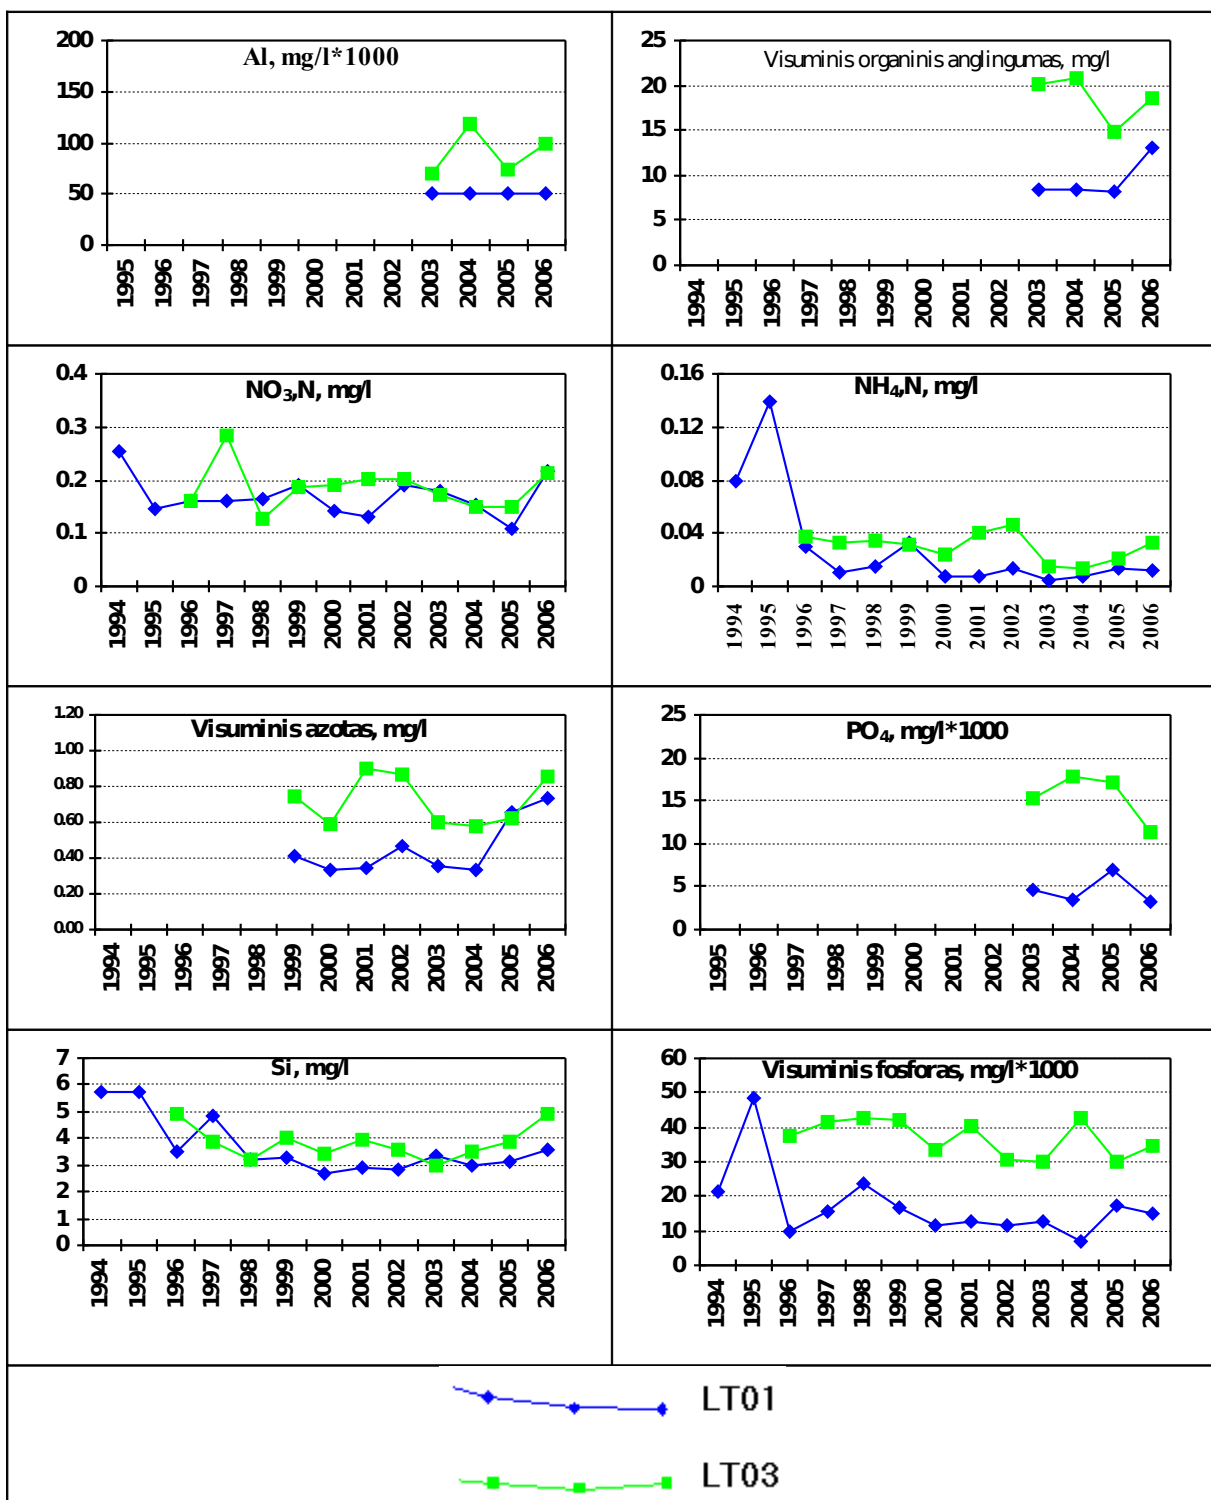 Al, mg/l*1000
200
150
100
50
0
1995 1996 1997 1998 1999 2000 2001 2002 2003 2004 2005 2006
Visuminis organinis anglingumas, mg/l
25
20
15
10
5
0
1994 1995 1996 1997 1998 1999 2000 2001 2002 2003 2004 2005 2006
NO₃,N, mg/l
0.4
0.3
0.2
0.1
0
1994 1995 1996 1997 1998 1999 2000 2001 2002 2003 2004 2005 2006
NH₄,N, mg/l
0.16
0.12
0.08
0.04
0
1994 1995 1996 1997 1998 1999 2000 2001 2002 2003 2004 2005 2006
Visuminis azotas, mg/l
1.20
1.00
0.80
0.60
0.40
0.20
0.00
1994 1995 1996 1997 1998 1999 2000 2001 2002 2003 2004 2005 2006
PO₄, mg/l*1000
25
20
15
10
5
0
1995 1996 1997 1998 1999 2000 2001 2002 2003 2004 2005 2006
Si, mg/l
7
6
5
4
3
2
1
0
1994 1995 1996 1997 1998 1999 2000 2001 2002 2003 2004 2005 2006
Visuminis fosforas, mg/l*1000
60
50
40
30
20
10
0
1994 1995 1996 1997 1998 1999 2000 2001 2002 2003 2004 2005 2006
LT01
LT03